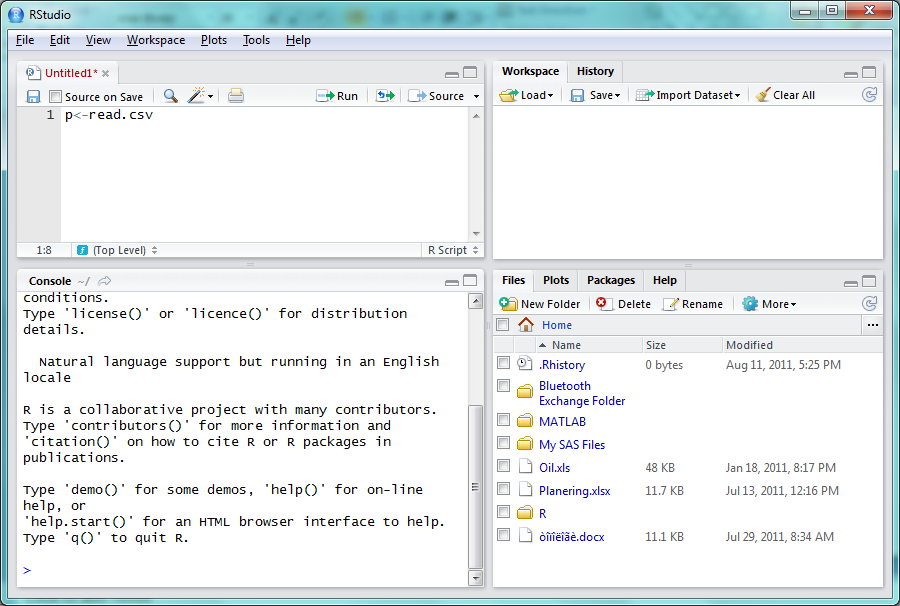 RStudio
File Edit View Workspace Plots Tools Help
Untitled1*
Source on Save Run Source
1 p<-read.csv
1:8 (Top Level) R Script
Console ~/
conditions.
Type 'license()' or 'licence()' for distribution
details.
Natural language support but running in an English
locale
R is a collaborative project with many contributors.
Type 'contributors()' for more information and
'citation()' on how to cite R or R packages in
publications.
Type 'demo()' for some demos, 'help()' for on-line
help, or
'help.start()' for an HTML browser interface to help.
Type 'q()' to quit R.
>
Workspace History
Load Save Import Dataset Clear All
Files Plots Packages Help
New Folder Delete Rename More
Home ...
Name Size Modified
.Rhistory 0 bytes Aug 11, 2011, 5:25 PM
Bluetooth
Exchange Folder
MATLAB
My SAS Files
Oil.xls 48 KB Jan 18, 2011, 8:17 PM
Planering.xlsx 11.7 KB Jul 13, 2011, 12:16 PM
R
òîïëîãè.docx 11.1 KB Jul 29, 2011, 8:34 AM